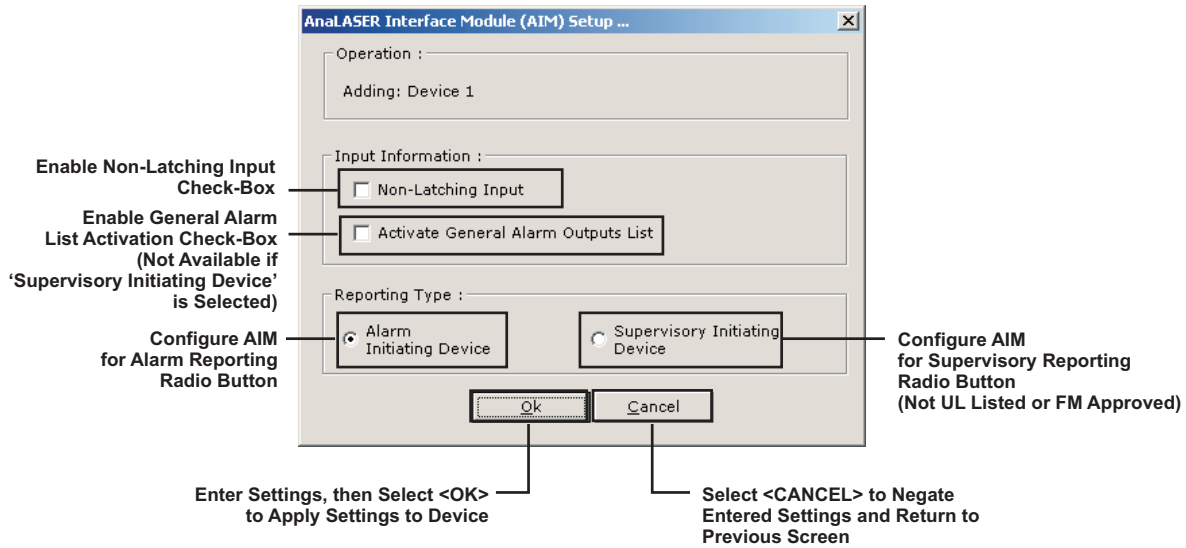 AnaLASER Interface Module (AIM) Setup ...
Operation :
Adding: Device 1
Input Information :
Enable Non-Latching Input
Check-Box
Non-Latching Input
Enable General Alarm
List Activation Check-Box
(Not Available if
‘Supervisory Initiating Device’
is Selected)
Activate General Alarm Outputs List
Reporting Type :
Configure AIM
for Alarm Reporting
Radio Button
Alarm
Initiating Device
Supervisory Initiating
Device
Configure AIM
for Supervisory Reporting
Radio Button
(Not UL Listed or FM Approved)
Ok
Cancel
Enter Settings, then Select <OK>
to Apply Settings to Device
Select <CANCEL> to Negate
Entered Settings and Return to
Previous Screen